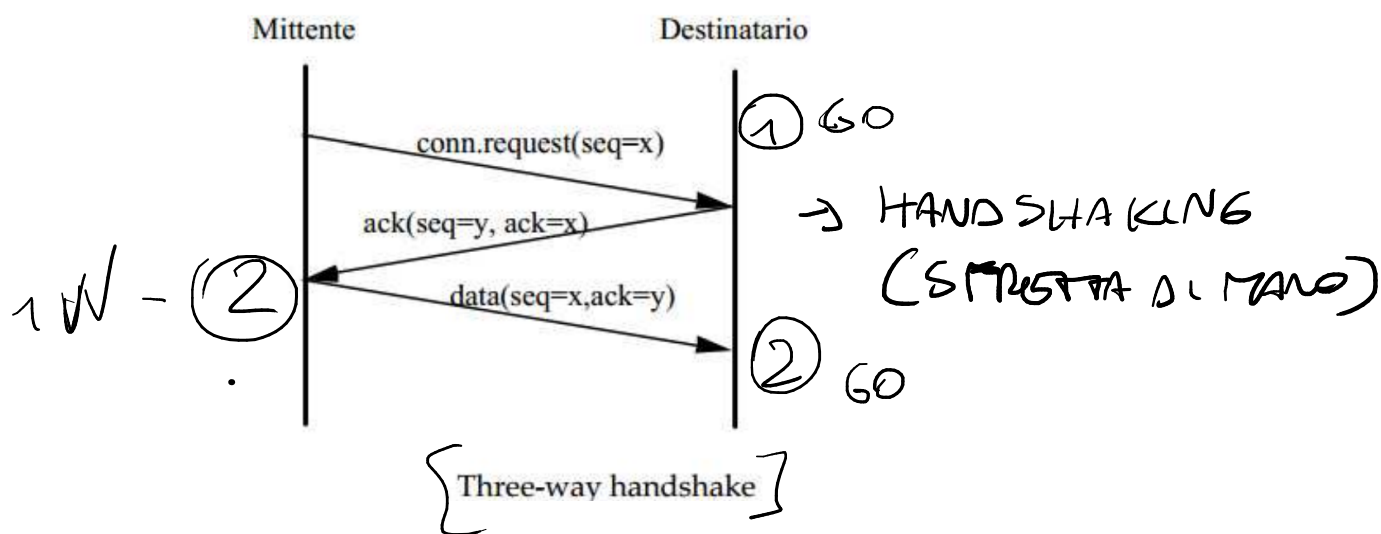 Mittente Destinatario
① GO
conn.request(seq=x)
→ HANDSHAKING
ack(seq=y, ack=x)
(STRETTA DI MANO)
1W - ②
data(seq=x,ack=y)
② GO
[Three-way handshake]